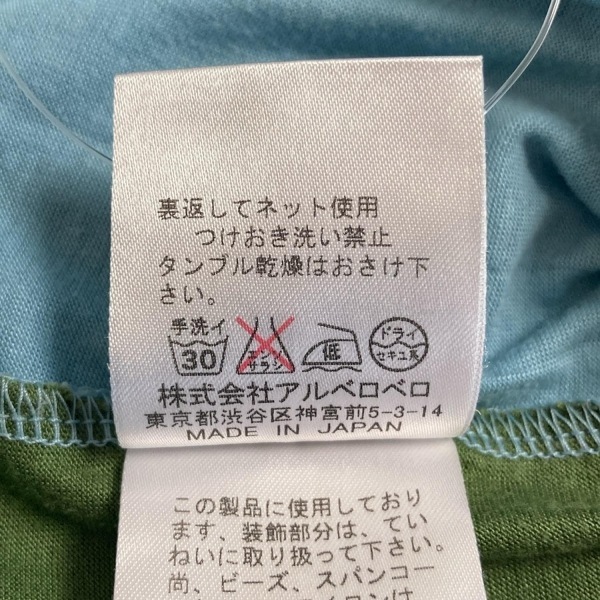 裏返してネット使用
つけおき洗い禁止
タンブル乾燥はおさけ下
さい。
手洗イ
30 エンソサラシ 低 ドライ セキユ系
株式会社アルベロベロ
東京都渋谷区神宮前5-3-14
MADE IN JAPAN
この製品に使用しており
ます、装飾部分は、てい
ねいに取り扱って下さい。
尚、ビーズ、スパンコー